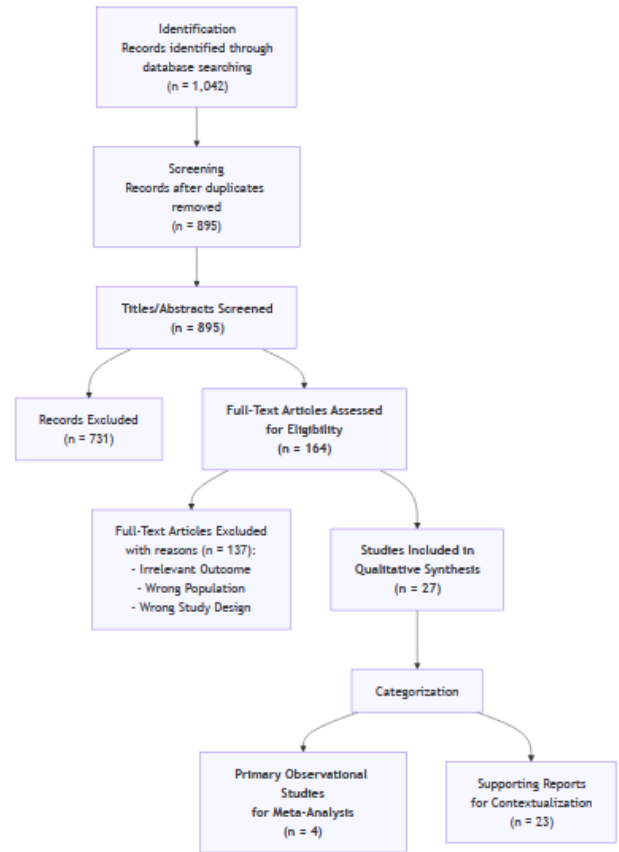 Identification
Records identified through
database searching
(n = 1,042)
Screening
Records after duplicates
removed
(n = 895)
Titles/Abstracts Screened
(n = 895)
Records Excluded
(n = 731)
Full-Text Articles Assessed
for Eligibility
(n = 164)
Full-Text Articles Excluded
with reasons (n = 137):
- Irrelevant Outcome
- Wrong Population
- Wrong Study Design
Studies Included in
Qualitative Synthesis
(n = 27)
Categorization
Primary Observational
Studies
for Meta-Analysis
(n = 4)
Supporting Reports
for Contextualization
(n = 23)